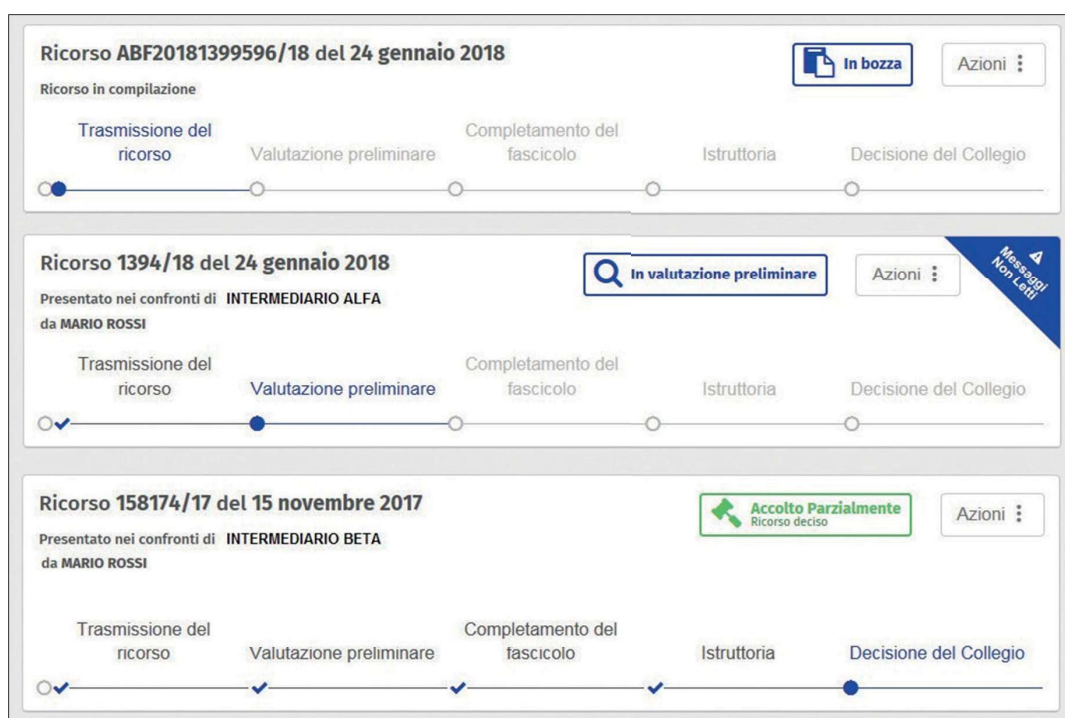 Ricorso ABF20181399596/18 del 24 gennaio 2018
In bozza
Azioni
Ricorso in compilazione
Trasmissione del
ricorso
Valutazione preliminare
Completamento del
fascicolo
Istruttoria
Decisione del Collegio
Ricorso 1394/18 del 24 gennaio 2018
In valutazione preliminare
Azioni
Messaggi
Non Letti
Presentato nei confronti di INTERMEDIARIO ALFA
da MARIO ROSSI
Trasmissione del
ricorso
Valutazione preliminare
Completamento del
fascicolo
Istruttoria
Decisione del Collegio
Ricorso 158174/17 del 15 novembre 2017
Accolto Parzialmente
Ricorso deciso
Azioni
Presentato nei confronti di INTERMEDIARIO BETA
da MARIO ROSSI
Trasmissione del
ricorso
Valutazione preliminare
Completamento del
fascicolo
Istruttoria
Decisione del Collegio